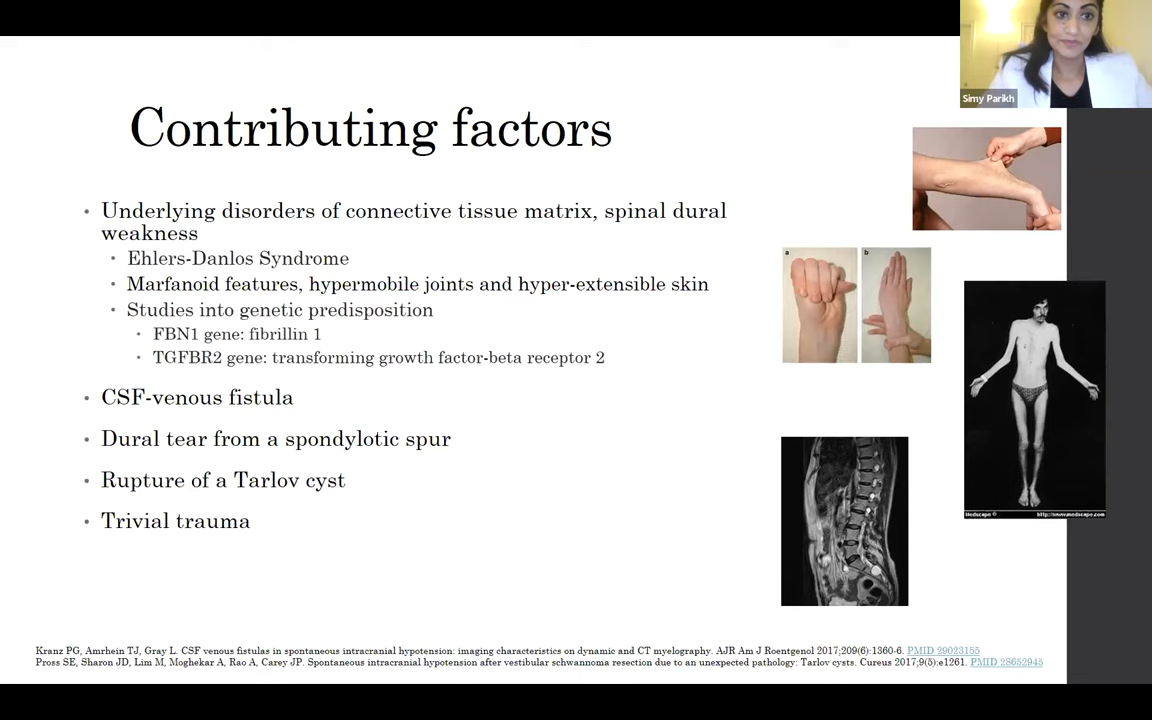 Simy Parikh
Contributing factors
• Underlying disorders of connective tissue matrix, spinal dural
weakness
• Ehlers-Danlos Syndrome
• Marfanoid features, hypermobile joints and hyper-extensible skin
• Studies into genetic predisposition
• FBN1 gene: fibrillin 1
• TGFBR2 gene: transforming growth factor-beta receptor 2
• CSF-venous fistula
• Dural tear from a spondylotic spur
• Rupture of a Tarlov cyst
• Trivial trauma
a
b
Medscape ® http://www.medscape.com
Kranz PG, Amrhein TJ, Gray L. CSF venous fistulas in spontaneous intracranial hypotension: imaging characteristics on dynamic and CT myelography. AJR Am J Roentgenol 2017;209(6):1360-6. PMID 29023155
Pross SE, Sharon JD, Lim M, Moghekar A, Rao A, Carey JP. Spontaneous intracranial hypotension after vestibular schwannoma resection due to an unexpected pathology: Tarlov cysts. Cureus 2017;9(5):e1261. PMID 28652945